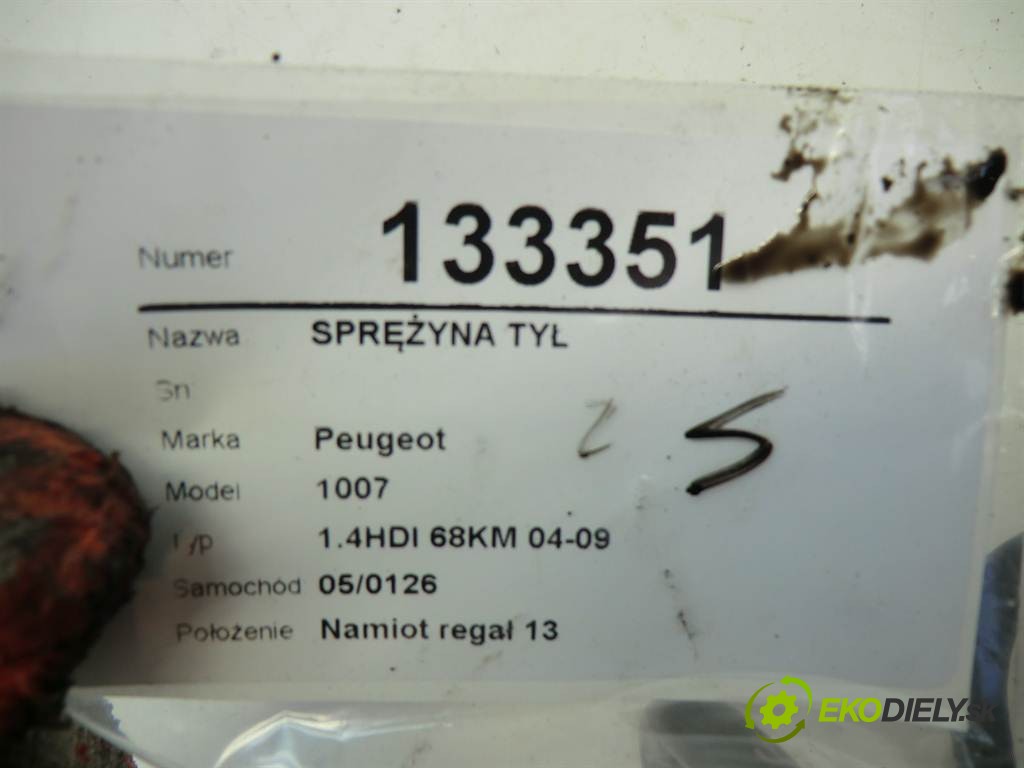 Numer 133351
Nazwa SPRĘŻYNA TYŁ
Sn
Marka Peugeot
Model 1007
Typ 1.4HDI 68KM 04-09
Samochód 05/0126
Położenie Namiot regał 13
EKODIELY.SK